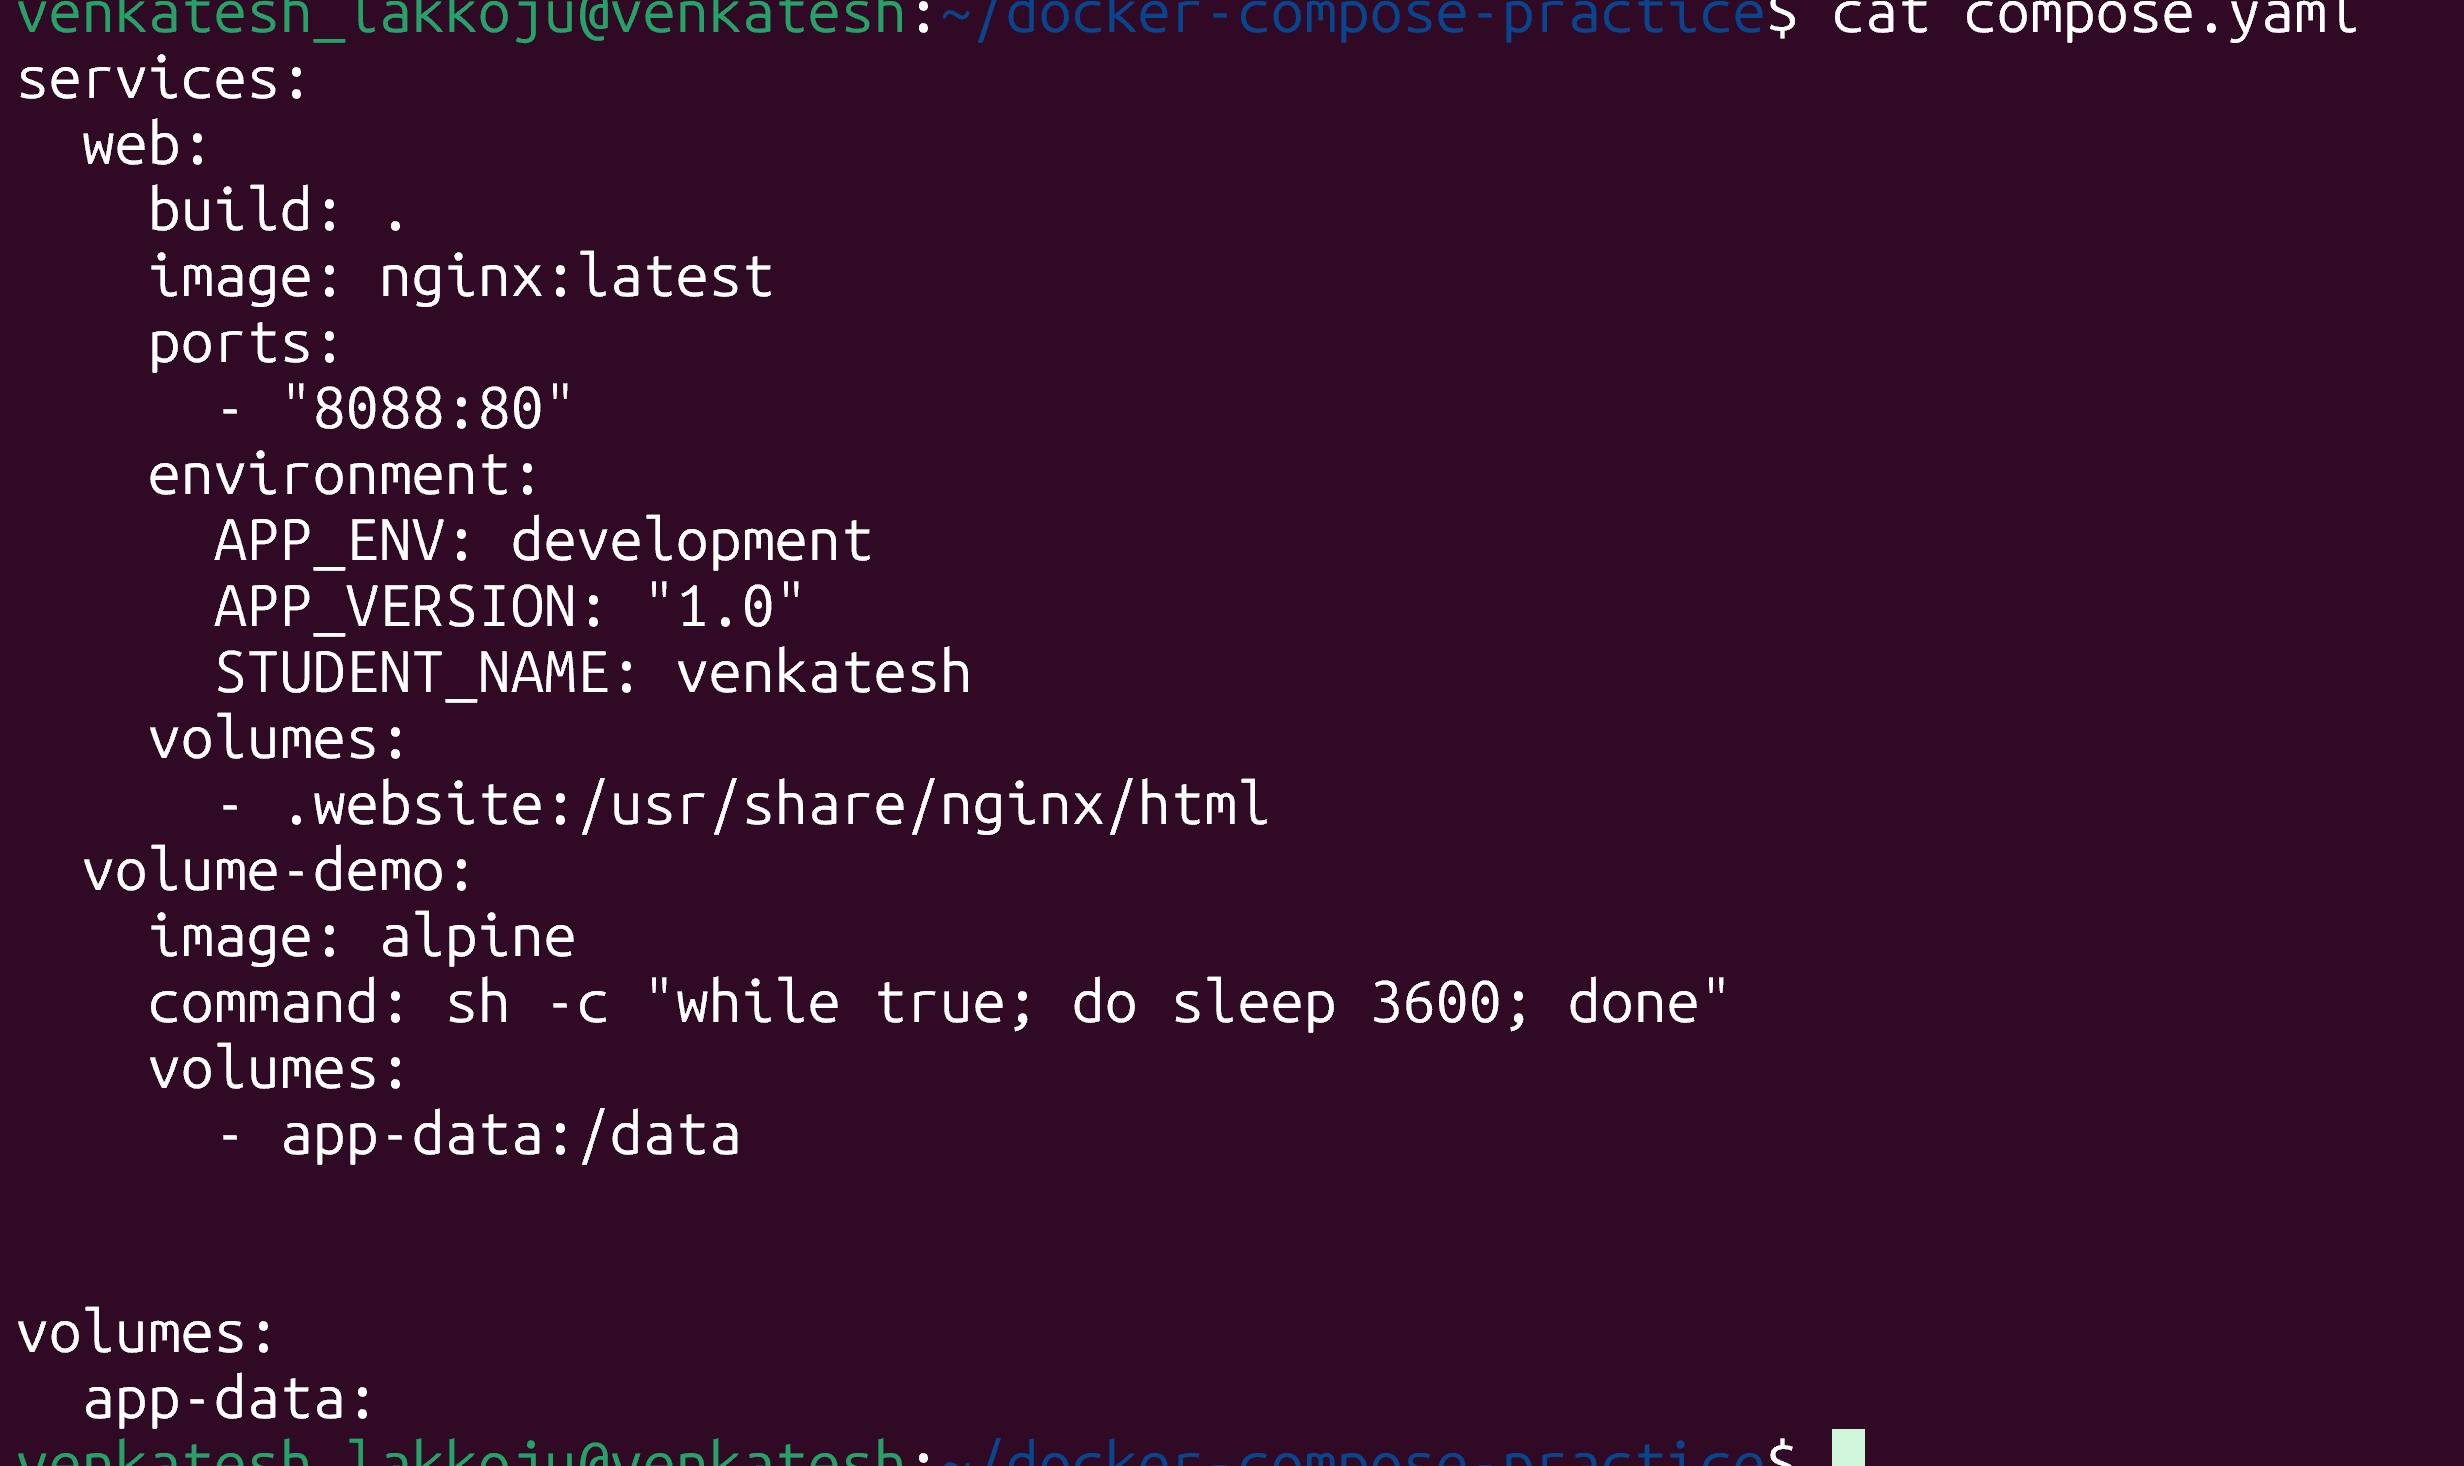 venkatesh_lakkoju@venkatesh:~/docker-compose-practice$ cat compose.yaml
services:
  web:
    build: .
    image: nginx:latest
    ports:
      - "8088:80"
    environment:
      APP_ENV: development
      APP_VERSION: "1.0"
      STUDENT_NAME: venkatesh
    volumes:
      - .website:/usr/share/nginx/html
  volume-demo:
    image: alpine
    command: sh -c "while true; do sleep 3600; done"
    volumes:
      - app-data:/data
volumes:
  app-data:
venkatesh_lakkoju@venkatesh:~/docker-compose-practice$